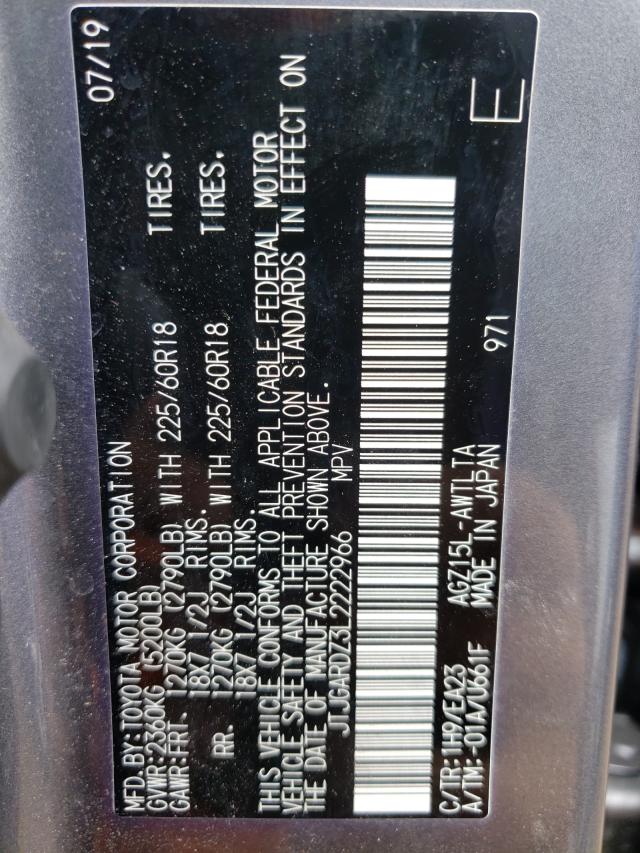 MFD.BY:TOYOTA MOTOR CORPORATION 07/19
GVWR:2360KG (5200LB)
GAWR:FRT. 1270KG (2790LB) WITH 225/60R18 TIRES.
18X7 1/2J RIMS.
RR. 1270KG (2790LB) WITH 225/60R18 TIRES.
18X7 1/2J RIMS.
THIS VEHICLE CONFORMS TO ALL APPLICABLE FEDERAL MOTOR
VEHICLE SAFETY AND THEFT PREVENTION STANDARDS IN EFFECT ON
THE DATE OF MANUFACTURE SHOWN ABOVE.
JTJGARDZ3L2222966 MPV
C/TR:1H9/EA23 AGZ15L-AWTLTA
A/TM:-01A/U661F MADE IN JAPAN 971 E